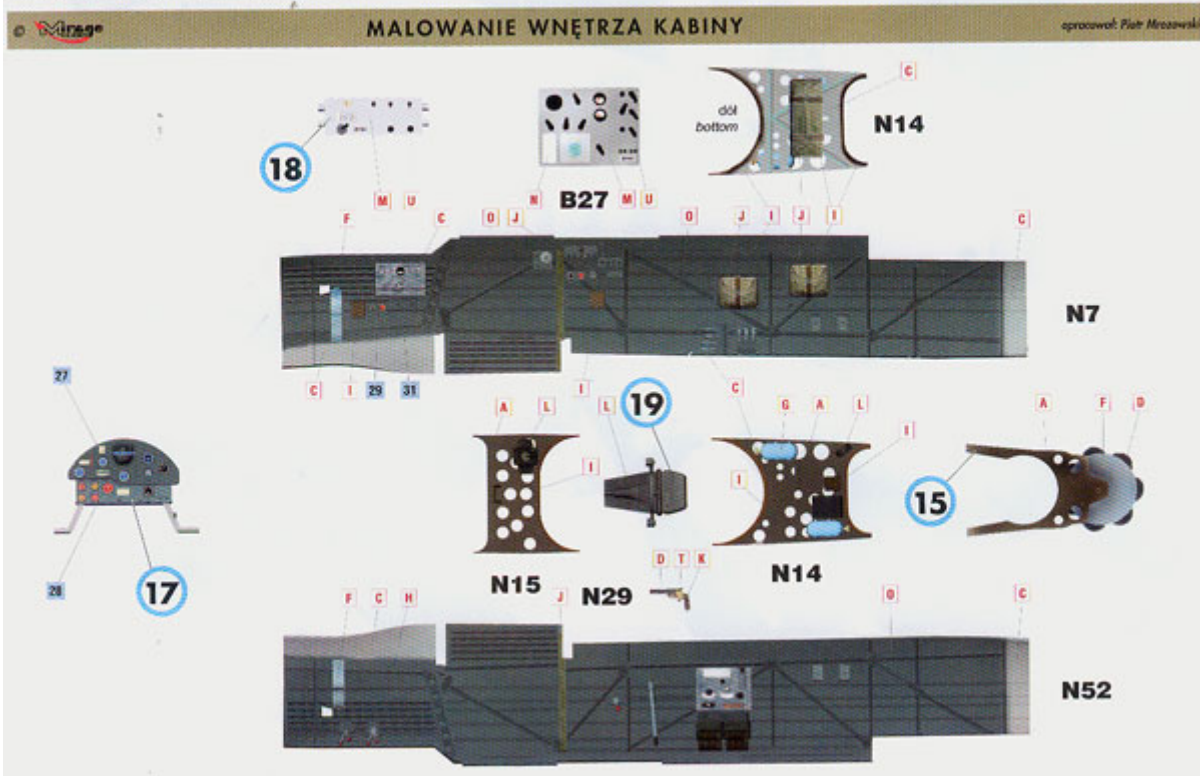 © Mirage MALOWANIE WNĘTRZA KABINY opracował: Piotr Mrozowski
C
dół
bottom
N14
18
B27
N M U
M U
F C O J O J I J I C
N7
C I 29 31 I C
27
19
A L L G A L I A F D
I I
15
17
28
N15 N29 D T K N14
F C H J O C
N52